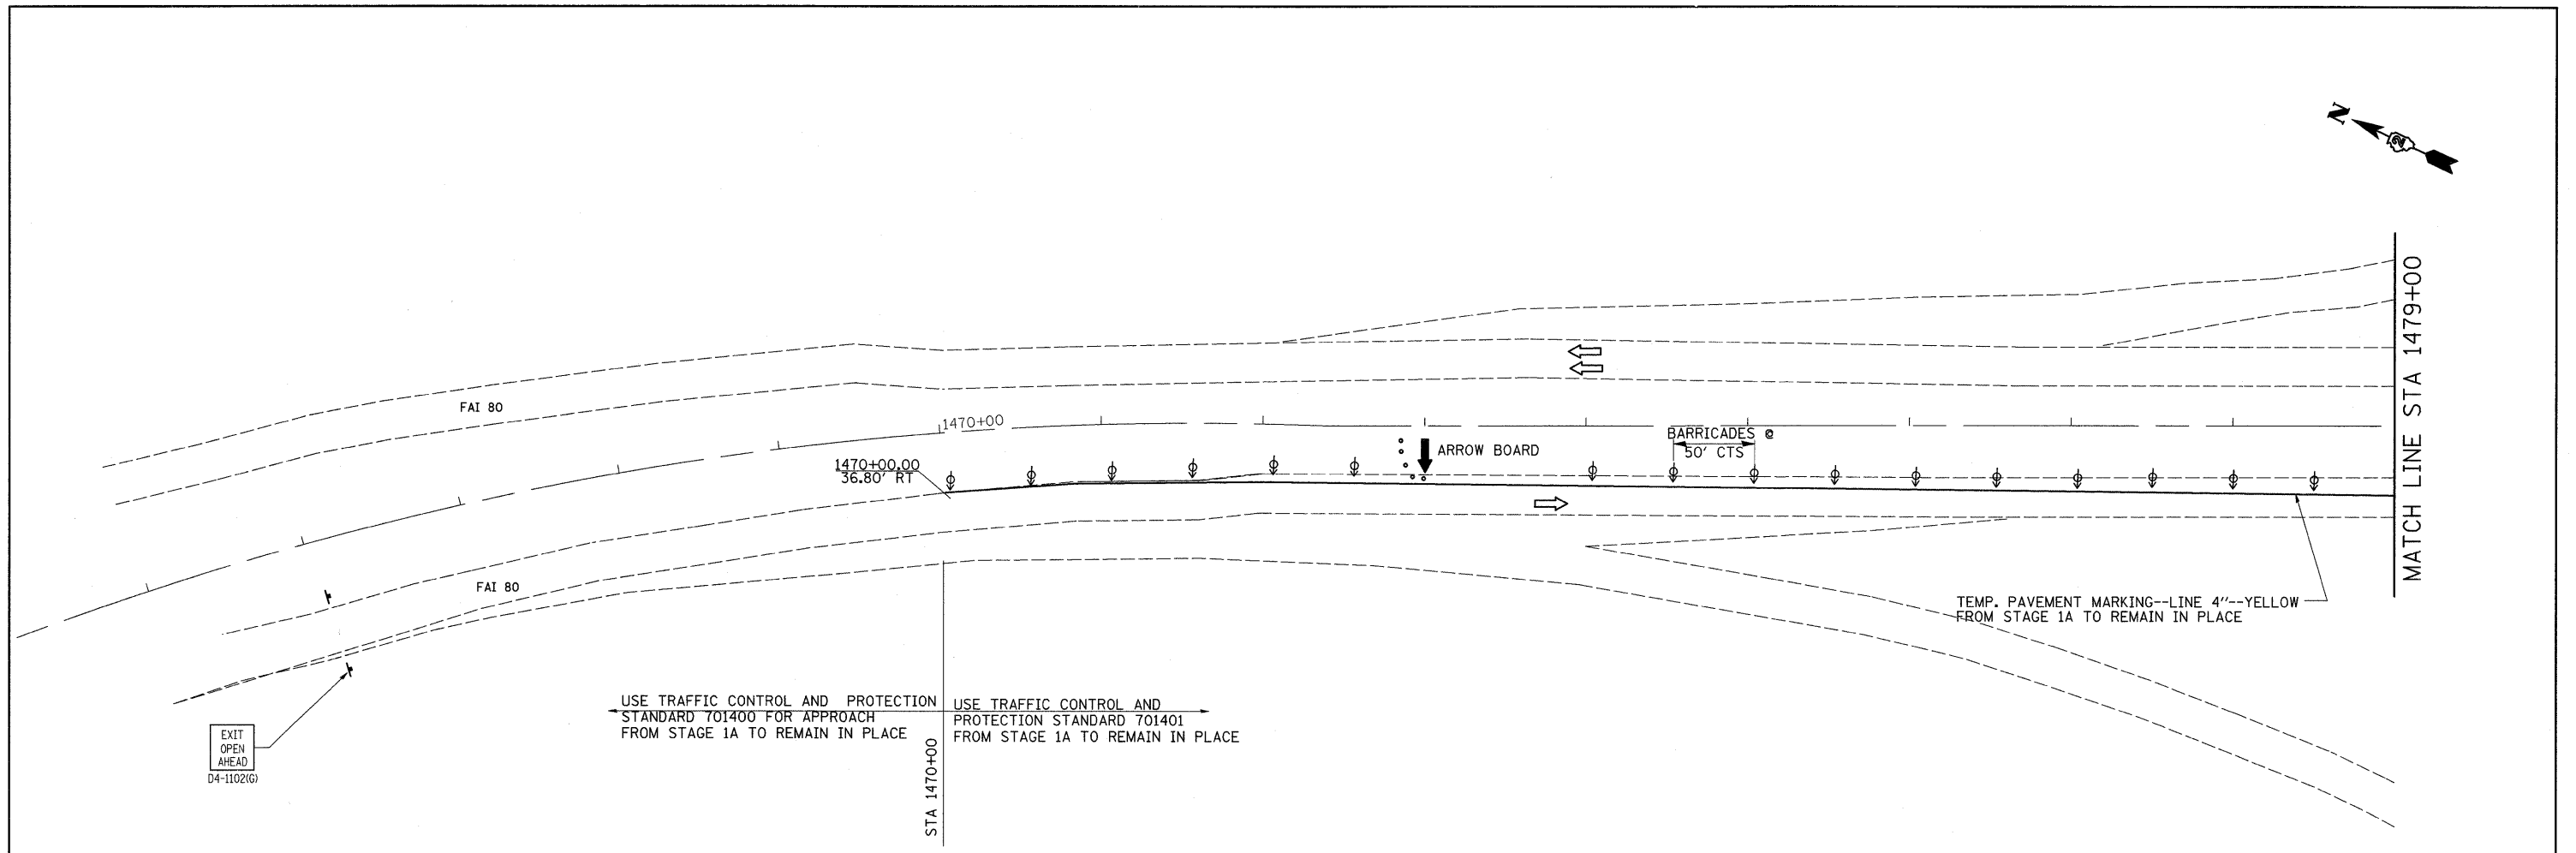 N
2
MATCH LINE STA 1479+00
FAI 80
1470+00
BARRICADES @
50' CTS
ARROW BOARD
1470+00.00
36.80' RT
FAI 80
TEMP. PAVEMENT MARKING--LINE 4''--YELLOW
FROM STAGE 1A TO REMAIN IN PLACE
USE TRAFFIC CONTROL AND PROTECTION
STANDARD 701400 FOR APPROACH
FROM STAGE 1A TO REMAIN IN PLACE
USE TRAFFIC CONTROL AND
PROTECTION STANDARD 701401
FROM STAGE 1A TO REMAIN IN PLACE
STA 1470+00
EXIT
OPEN
AHEAD
D4-1102(G)